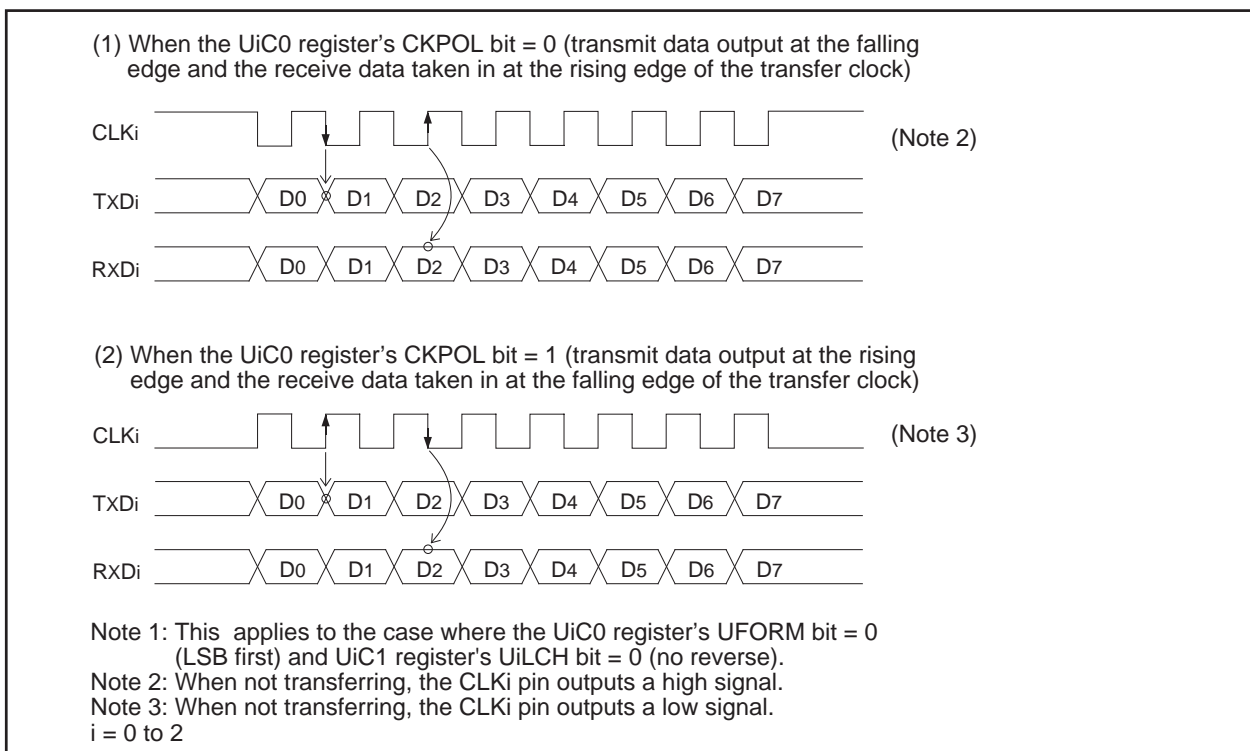 (1) When the UiC0 register's CKPOL bit = 0 (transmit data output at the falling
edge and the receive data taken in at the rising edge of the transfer clock)
CLKi
(Note 2)
TXDi D0 D1 D2 D3 D4 D5 D6 D7
RXDi D0 D1 D2 D3 D4 D5 D6 D7
(2) When the UiC0 register's CKPOL bit = 1 (transmit data output at the rising
edge and the receive data taken in at the falling edge of the transfer clock)
CLKi
(Note 3)
TXDi D0 D1 D2 D3 D4 D5 D6 D7
RXDi D0 D1 D2 D3 D4 D5 D6 D7
Note 1: This applies to the case where the UiC0 register's UFORM bit = 0
(LSB first) and UiC1 register's UiLCH bit = 0 (no reverse).
Note 2: When not transferring, the CLKi pin outputs a high signal.
Note 3: When not transferring, the CLKi pin outputs a low signal.
i = 0 to 2